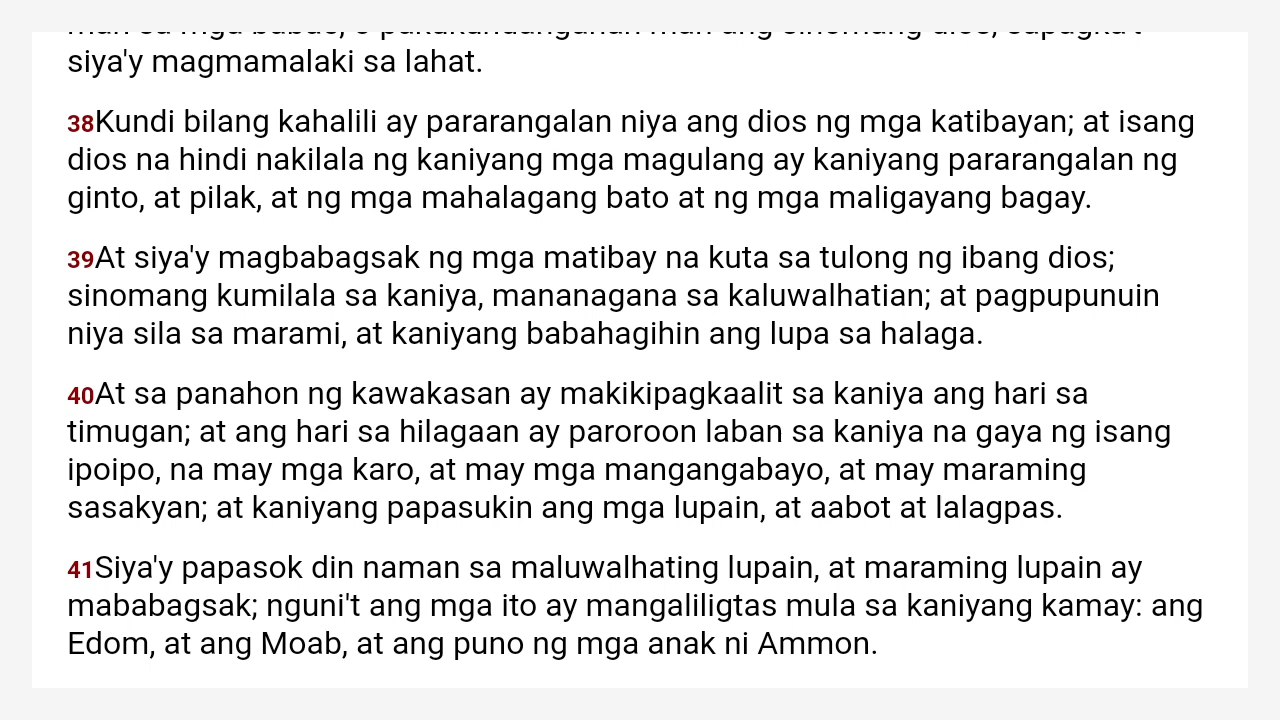 siya'y magmamalaki sa lahat.
38Kundi bilang kahalili ay pararangalan niya ang dios ng mga katibayan; at isang
dios na hindi nakilala ng kaniyang mga magulang ay kaniyang pararangalan ng
ginto, at pilak, at ng mga mahalagang bato at ng mga maligayang bagay.
39At siya'y magbabagsak ng mga matibay na kuta sa tulong ng ibang dios;
sinomang kumilala sa kaniya, mananagana sa kaluwalhatian; at pagpupunuin
niya sila sa marami, at kaniyang babahagihin ang lupa sa halaga.
40At sa panahon ng kawakasan ay makikipagkaalit sa kaniya ang hari sa
timugan; at ang hari sa hilagaan ay paroroon laban sa kaniya na gaya ng isang
ipoipo, na may mga karo, at may mga mangangabayo, at may maraming
sasakyan; at kaniyang papasukin ang mga lupain, at aabot at lalagpas.
41Siya'y papasok din naman sa maluwalhating lupain, at maraming lupain ay
mababagsak; nguni't ang mga ito ay mangaliligtas mula sa kaniyang kamay: ang
Edom, at ang Moab, at ang puno ng mga anak ni Ammon.